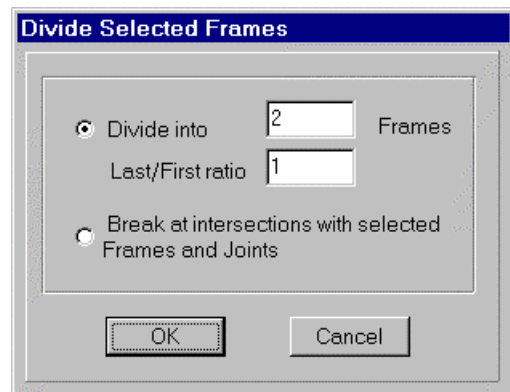 Divide Selected Frames
Divide into 2 Frames
Last/First ratio 1
Break at intersections with selected
Frames and Joints
OK Cancel